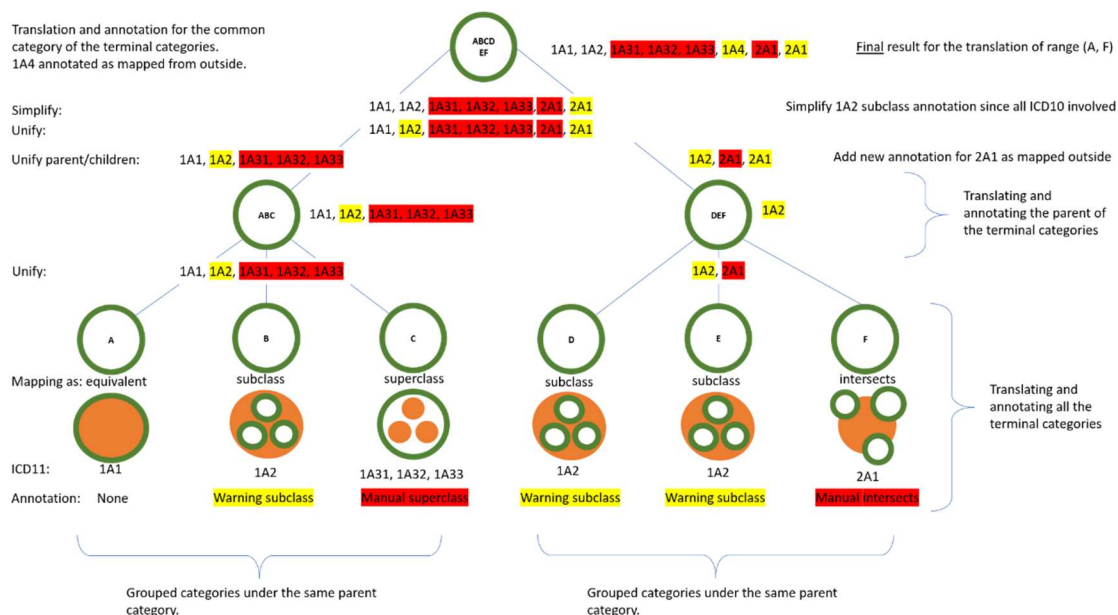 Translation and annotation for the common
category of the terminal categories.
1A4 annotated as mapped from outside.
ABCD
EF
1A1, 1A2, 1A31, 1A32, 1A33, 1A4, 2A1, 2A1
Final result for the translation of range (A, F)
Simplify:
1A1, 1A2, 1A31, 1A32, 1A33, 2A1, 2A1
Simplify 1A2 subclass annotation since all ICD10 involved
Unify:
1A1, 1A2, 1A31, 1A32, 1A33, 2A1, 2A1
Unify parent/children:
1A1, 1A2, 1A31, 1A32, 1A33
1A2, 2A1, 2A1
Add new annotation for 2A1 as mapped outside
ABC
1A1, 1A2, 1A31, 1A32, 1A33
DEF
1A2
Translating and
annotating the parent of
the terminal categories
Unify:
1A1, 1A2, 1A31, 1A32, 1A33
1A2, 2A1
A
B
C
D
E
F
Mapping as: equivalent
subclass
superclass
subclass
subclass
intersects
Translating and
annotating all the
terminal categories
ICD11:
1A1
1A2
1A31, 1A32, 1A33
1A2
1A2
2A1
Annotation:
None
Warning subclass
Manual superclass
Warning subclass
Warning subclass
Manual intersects
Grouped categories under the same parent
category.
Grouped categories under the same parent
category.